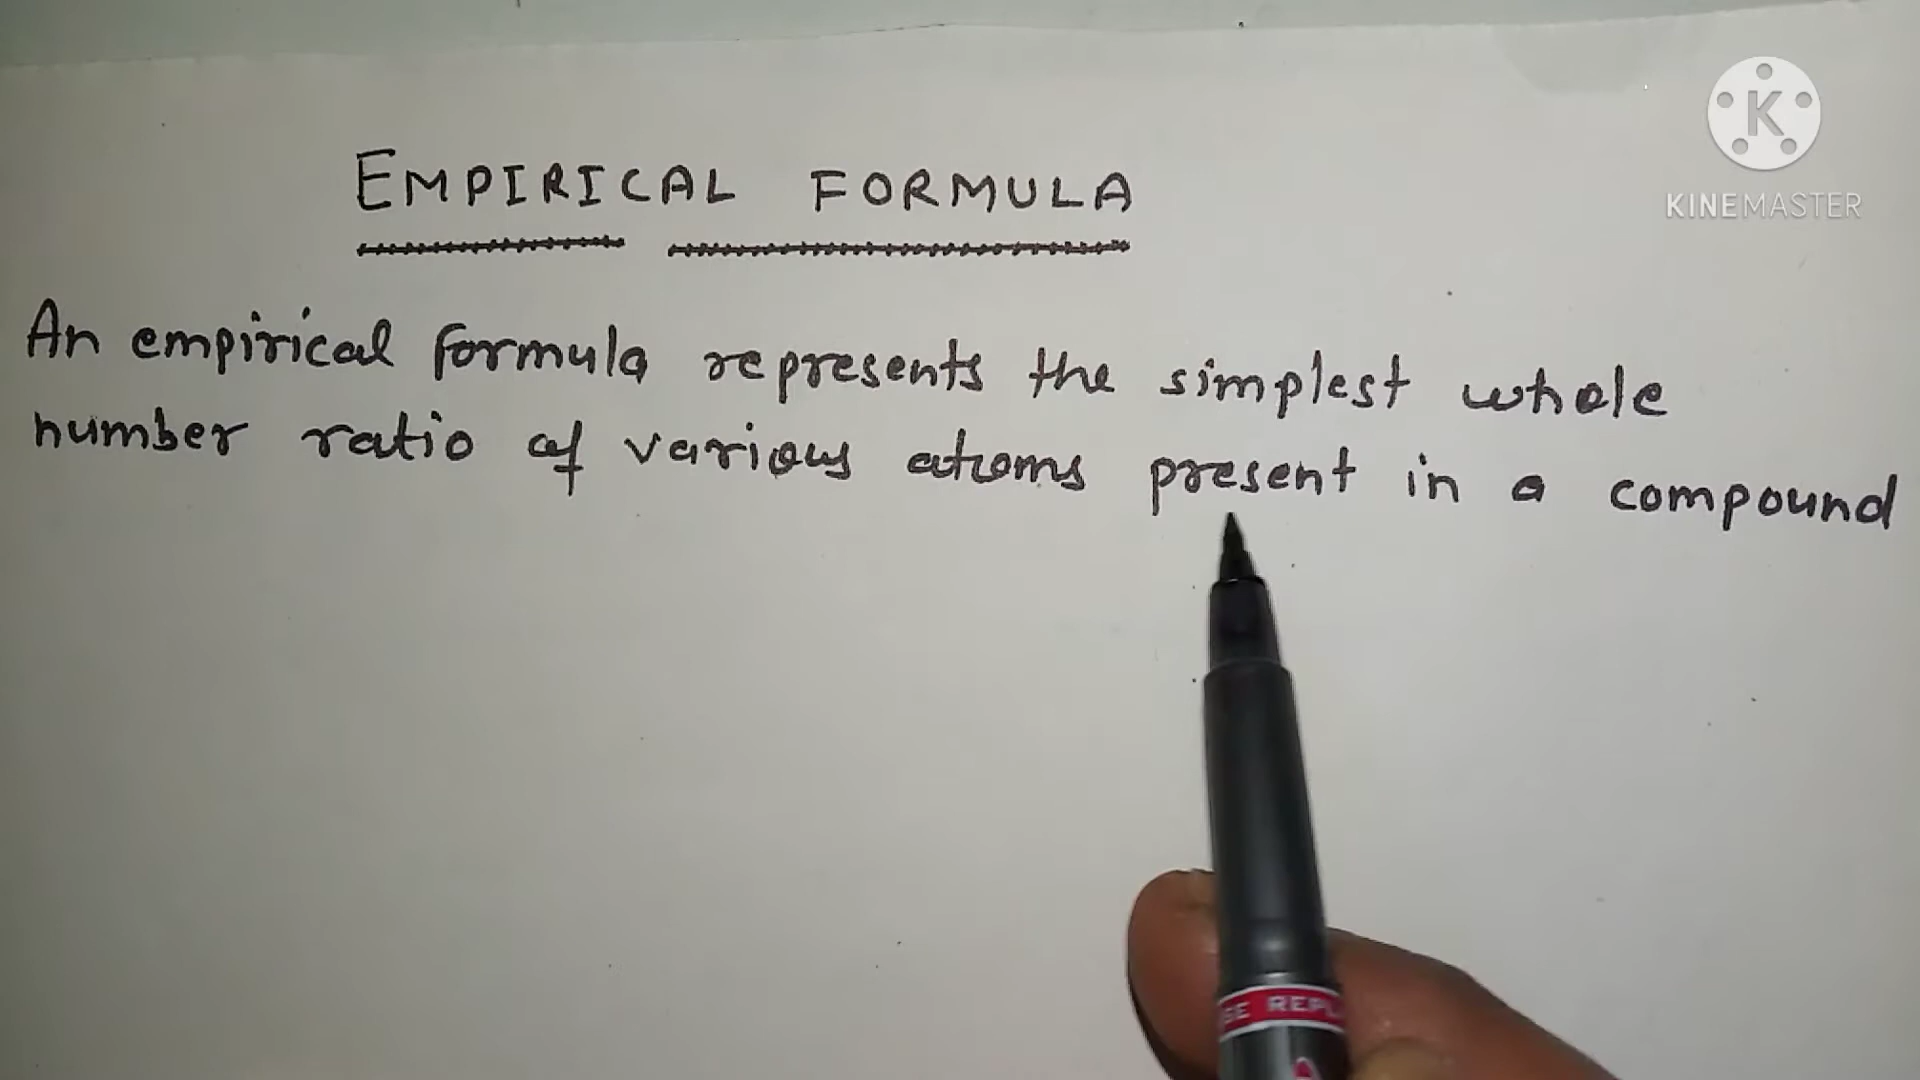 EMPIRICAL FORMULA
An empirical formula represents the simplest whole
number ratio of various atoms present in a compound
K
KINEMASTER